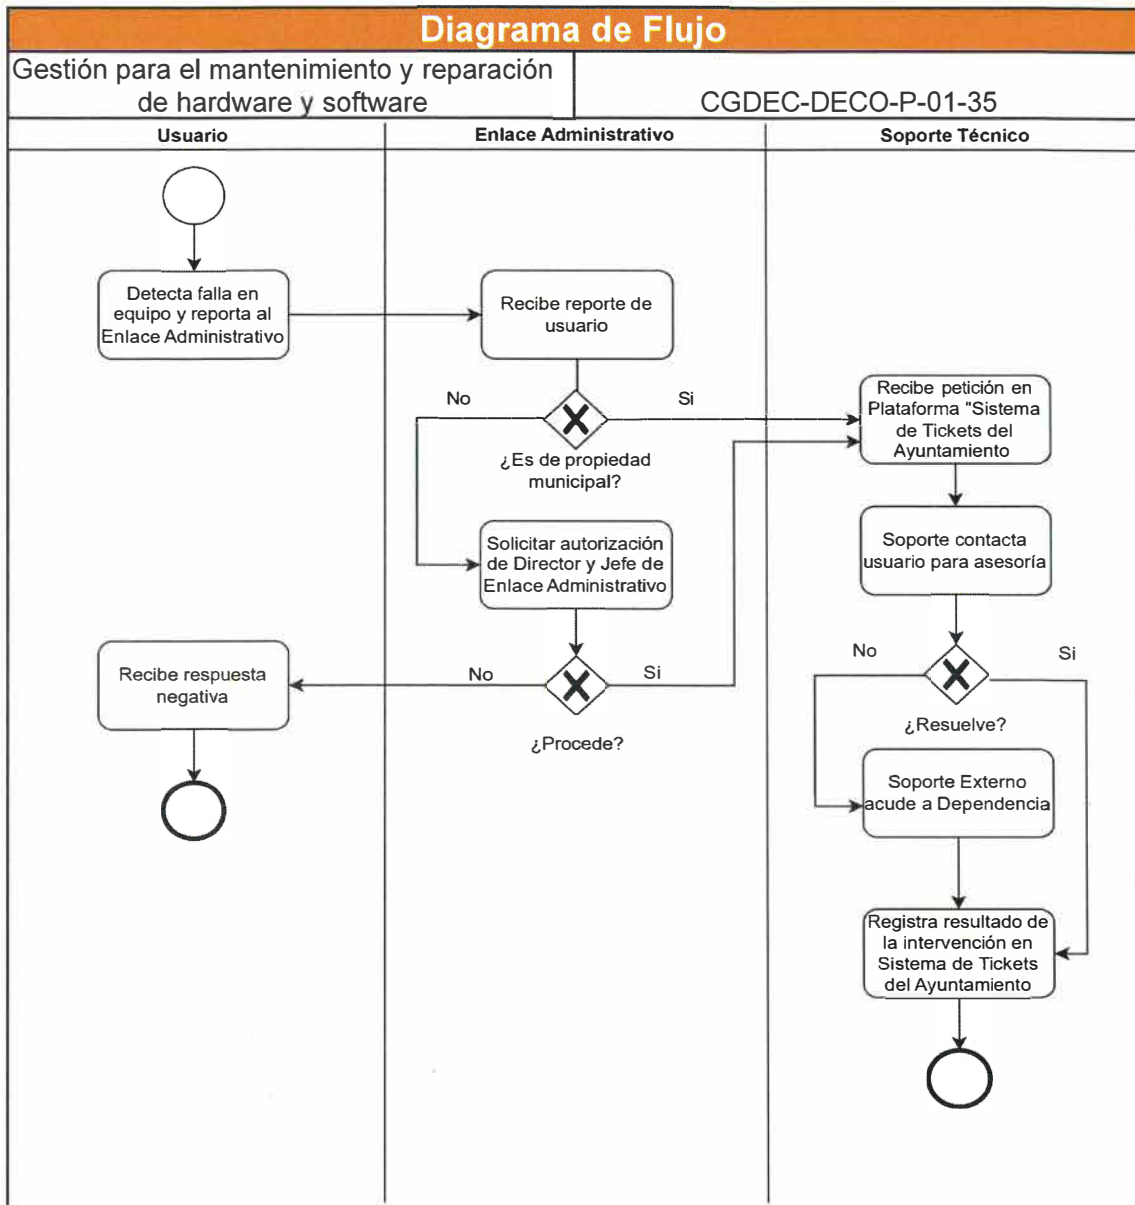 Diagrama de Flujo
Gestión para el mantenimiento y reparación
de hardware y software
CGDEC-DECO-P-01-35
Usuario
Enlace Administrativo
Soporte Técnico
Detecta falla en
equipo y reporta al
Enlace Administrativo
Recibe reporte de
usuario
No
Si
¿Es de propiedad
municipal?
Recibe petición en
Plataforma "Sistema
de Tickets del
Ayuntamiento
Solicitar autorización
de Director y Jefe de
Enlace Administrativo
Soporte contacta
usuario para asesoría
Recibe respuesta
negativa
No
Si
¿Procede?
No
Si
¿Resuelve?
Soporte Externo
acude a Dependencia
Registra resultado de
la intervención en
Sistema de Tickets
del Ayuntamiento